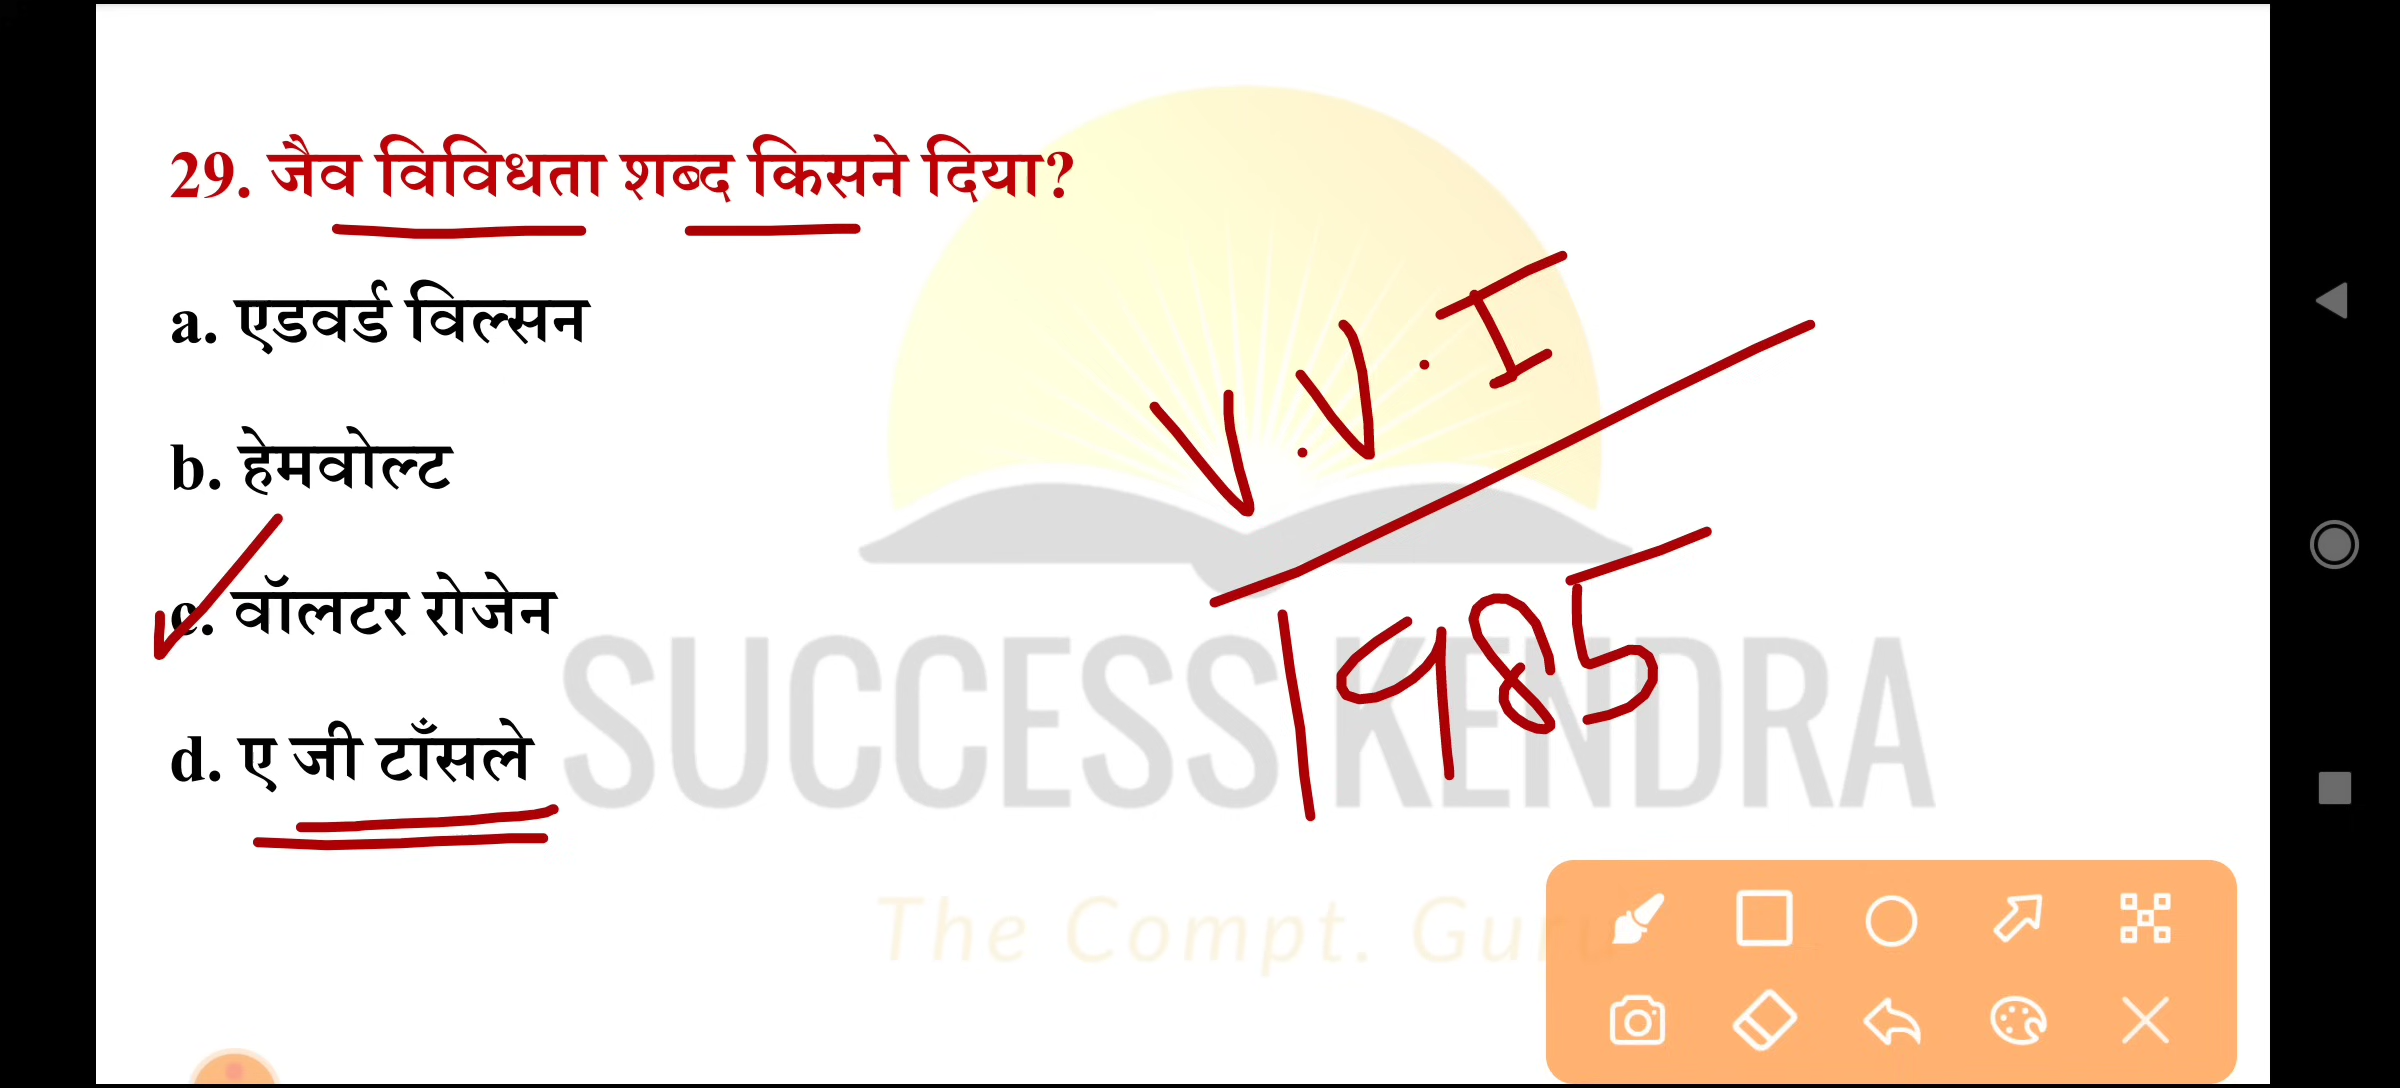 29. जैव विविधता शब्द किसने दिया?
a. एडवर्ड विल्सन
b. हेमवोल्ट
c. वॉलटर रोजेन
d. ए जी टाँसले
V.V.I
1985
SUCCESS KENDRA
The Compt. Guru